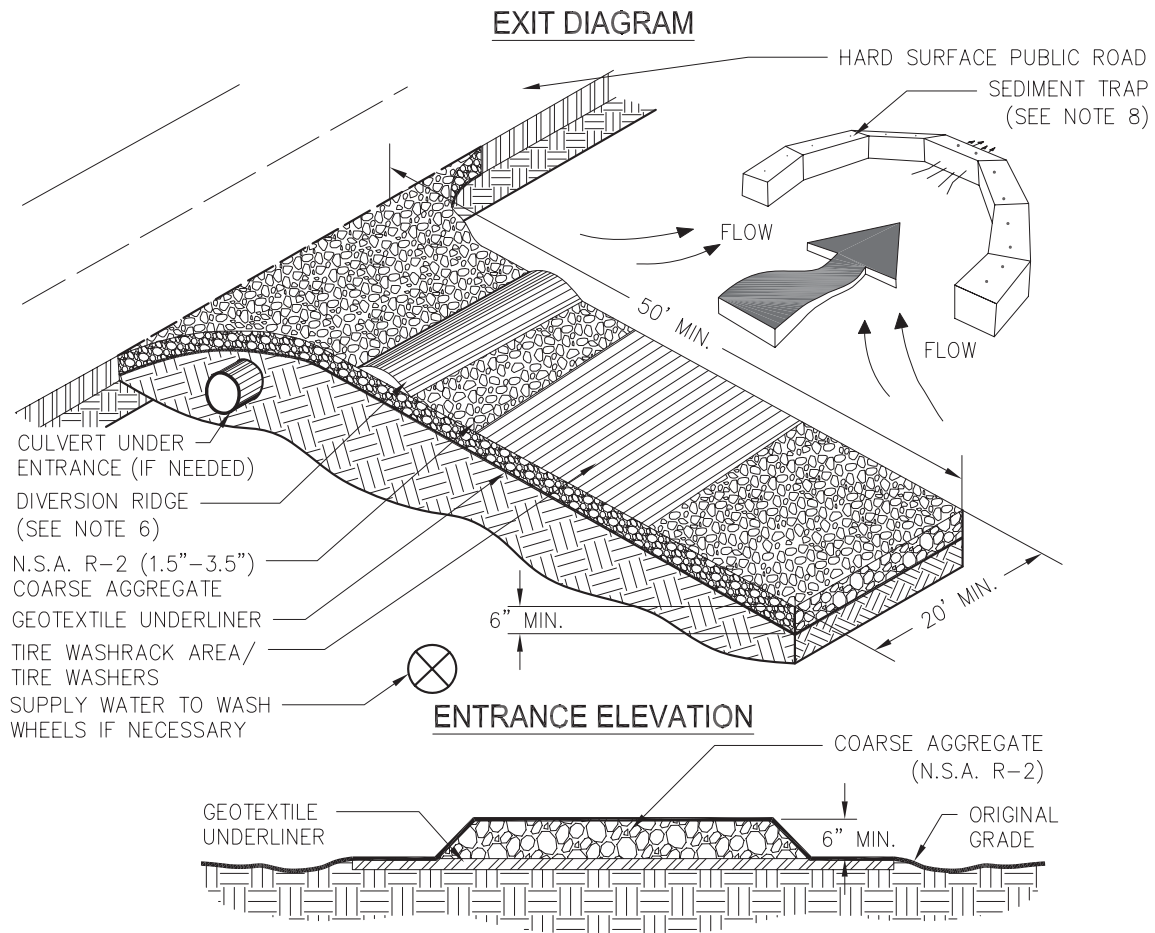 EXIT DIAGRAM
HARD SURFACE PUBLIC ROAD
SEDIMENT TRAP
(SEE NOTE 8)
FLOW
50' MIN.
FLOW
CULVERT UNDER
ENTRANCE (IF NEEDED)
DIVERSION RIDGE
(SEE NOTE 6)
N.S.A. R-2 (1.5"-3.5")
COARSE AGGREGATE
GEOTEXTILE UNDERLINER
TIRE WASHRACK AREA/
TIRE WASHERS
SUPPLY WATER TO WASH
WHEELS IF NECESSARY
6" MIN.
20' MIN.
ENTRANCE ELEVATION
COARSE AGGREGATE
(N.S.A. R-2)
GEOTEXTILE
UNDERLINER
6" MIN.
ORIGINAL
GRADE